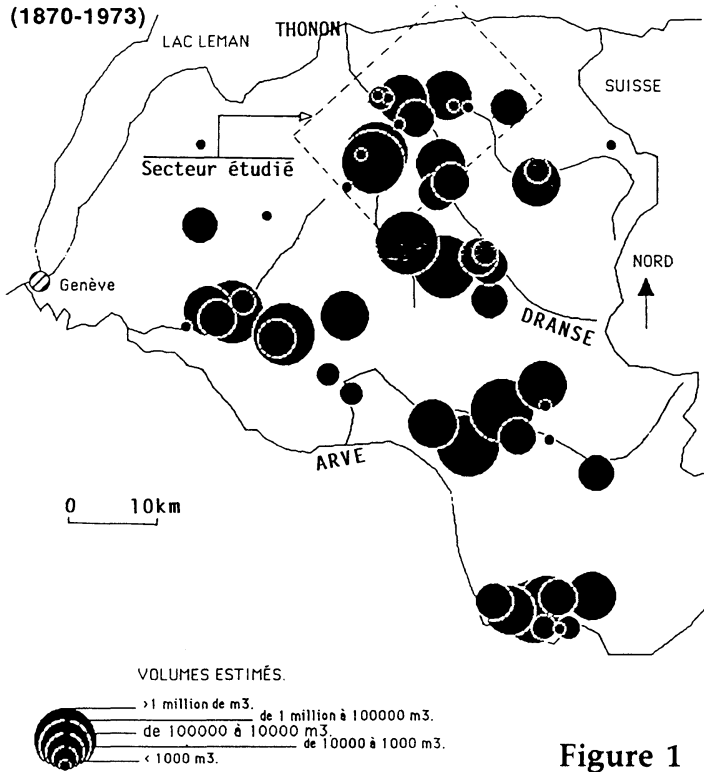 (1870-1973)
LAC LEMAN
THONON
SUISSE
Secteur étudié
Genève
NORD
DRANSE
ARVE
0 10km
VOLUMES ESTIMÉS.
>1 million de m3.
de 1 million à 100000 m3.
de 100000 à 10000 m3.
de 10000 à 1000 m3.
< 1000 m3.
Figure 1